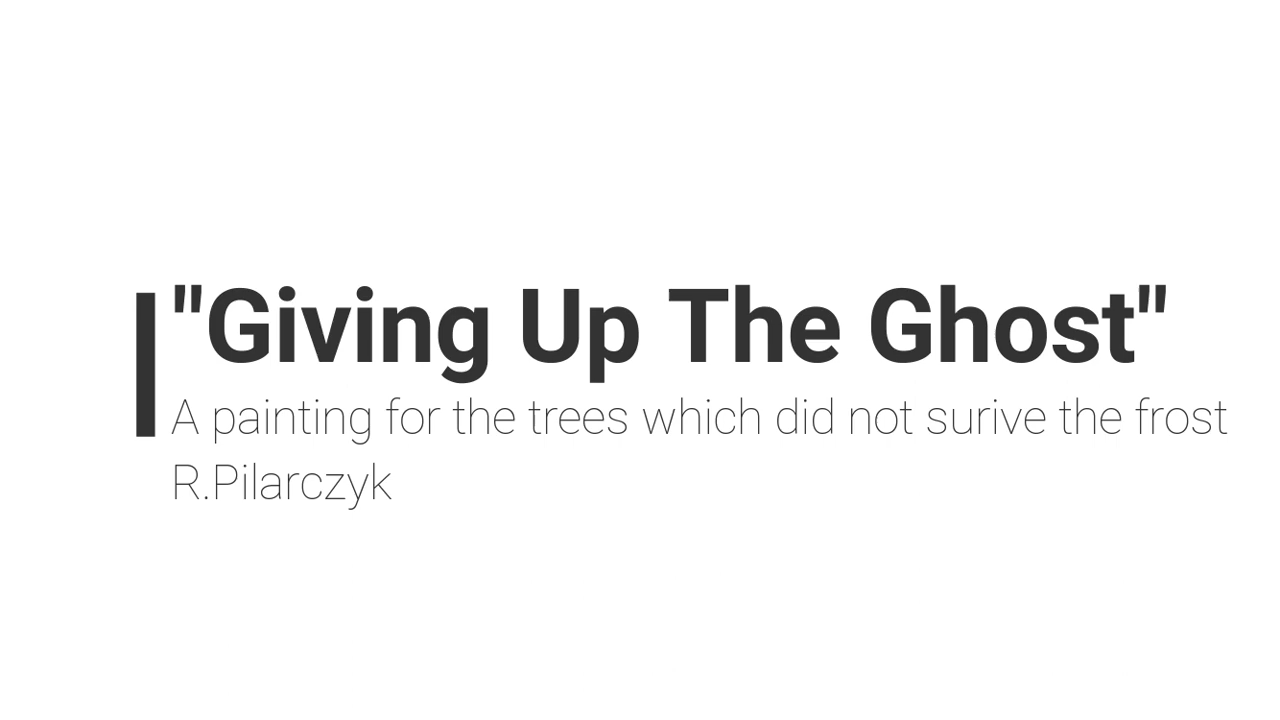 "Giving Up The Ghost"
A painting for the trees which did not surive the frost
R.Pilarczyk